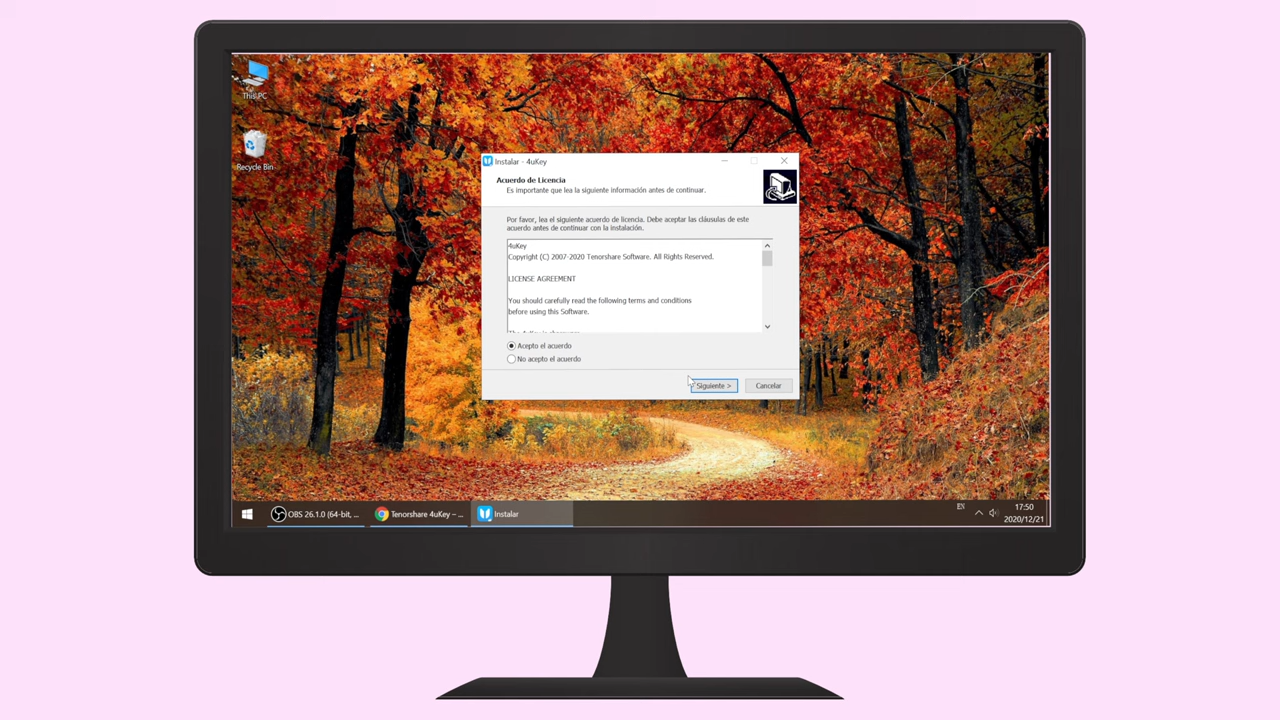 This PC
Recycle Bin
Instalar - 4uKey
Acuerdo de Licencia
Es importante que lea la siguiente información antes de continuar.
Por favor, lea el siguiente acuerdo de licencia. Debe aceptar las cláusulas de este
acuerdo antes de continuar con la instalación.
4uKey
Copyright (C) 2007-2020 Tenorshare Software. All Rights Reserved.
LICENSE AGREEMENT
You should carefully read the following terms and conditions
before using this Software.
Acepto el acuerdo
No acepto el acuerdo
Siguiente >
Cancelar
OBS 26.1.0 (64-bit, ...
Tenorshare 4uKey – ...
Instalar
EN
17:50
2020/12/21